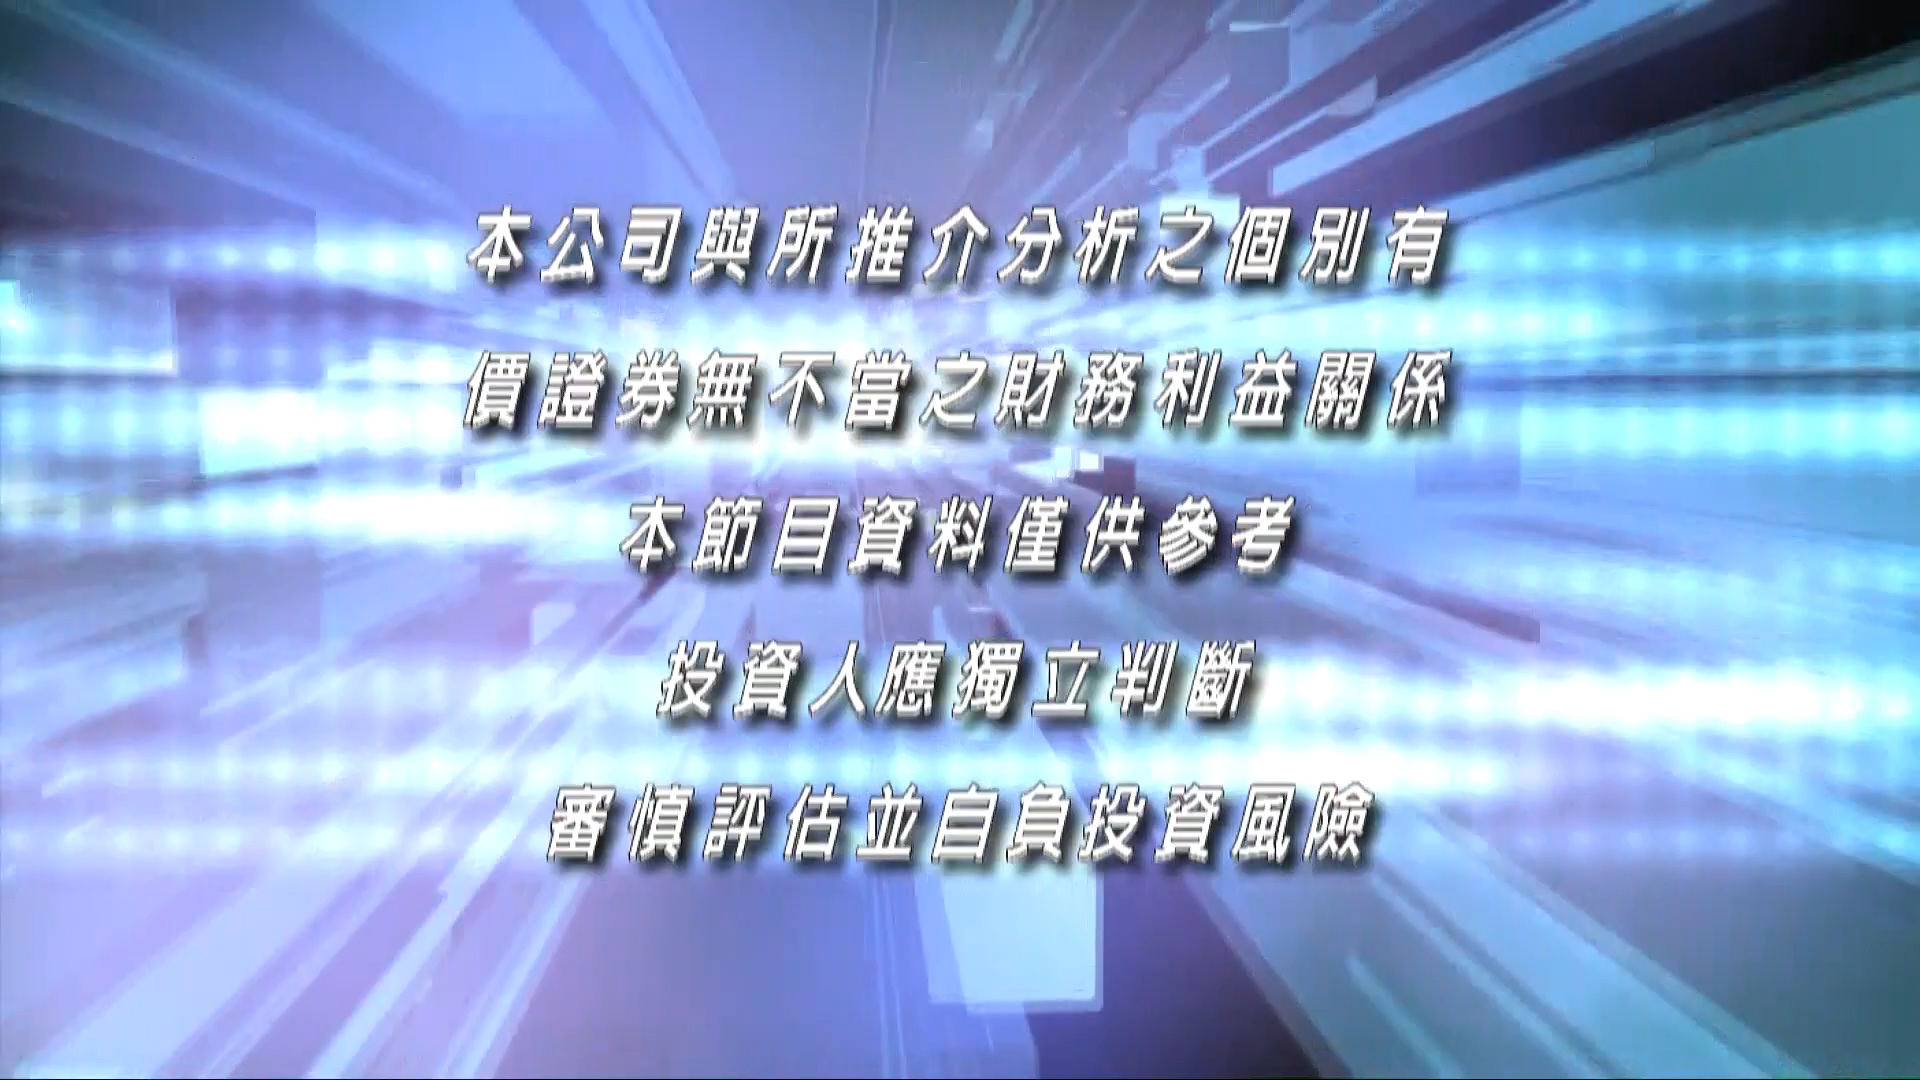 本公司與所推介分析之個別有
價證券無不當之財務利益關係
本節目資料僅供參考
投資人應獨立判斷
審慎評估並自負投資風險